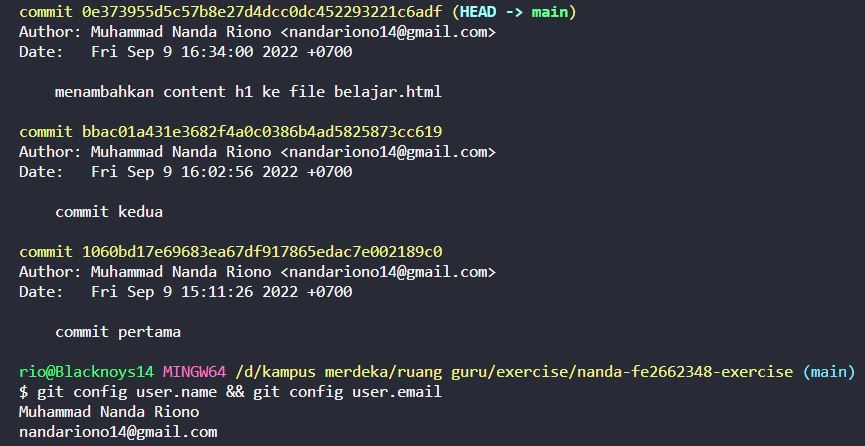 commit 0e373955d5c57b8e27d4dcc0dc452293221c6adf (HEAD -> main)
Author: Muhammad Nanda Riono <nandariono14@gmail.com>
Date:   Fri Sep 9 16:34:00 2022 +0700
menambahkan content h1 ke file belajar.html
commit bbac01a431e3682f4a0c0386b4ad5825873cc619
Author: Muhammad Nanda Riono <nandariono14@gmail.com>
Date:   Fri Sep 9 16:02:56 2022 +0700
commit kedua
commit 1060bd17e69683ea67df917865edac7e002189c0
Author: Muhammad Nanda Riono <nandariono14@gmail.com>
Date:   Fri Sep 9 15:11:26 2022 +0700
commit pertama
rio@Blacknoys14 MINGW64 /d/kampus merdeka/ruang guru/exercise/nanda-fe2662348-exercise (main)
$ git config user.name && git config user.email
Muhammad Nanda Riono
nandariono14@gmail.com